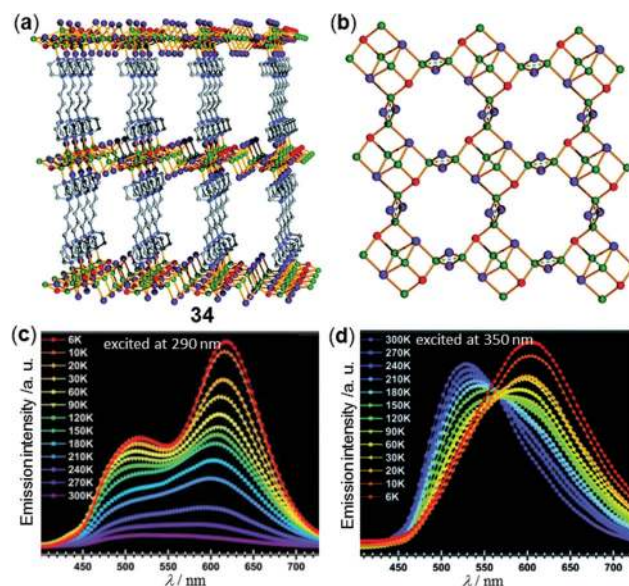 (a)
(b)
34
(c)
excited at 290 nm
6K
10K
20K
30K
60K
90K
120K
150K
180K
210K
240K
270K
300K
Emission intensity /a. u.
400 450 500 550 600 650 700
λ / nm
(d)
excited at 350 nm
300K
270K
240K
210K
180K
150K
120K
90K
60K
30K
20K
10K
6K
Emission intensity /a. u.
450 500 550 600 650 700
λ / nm